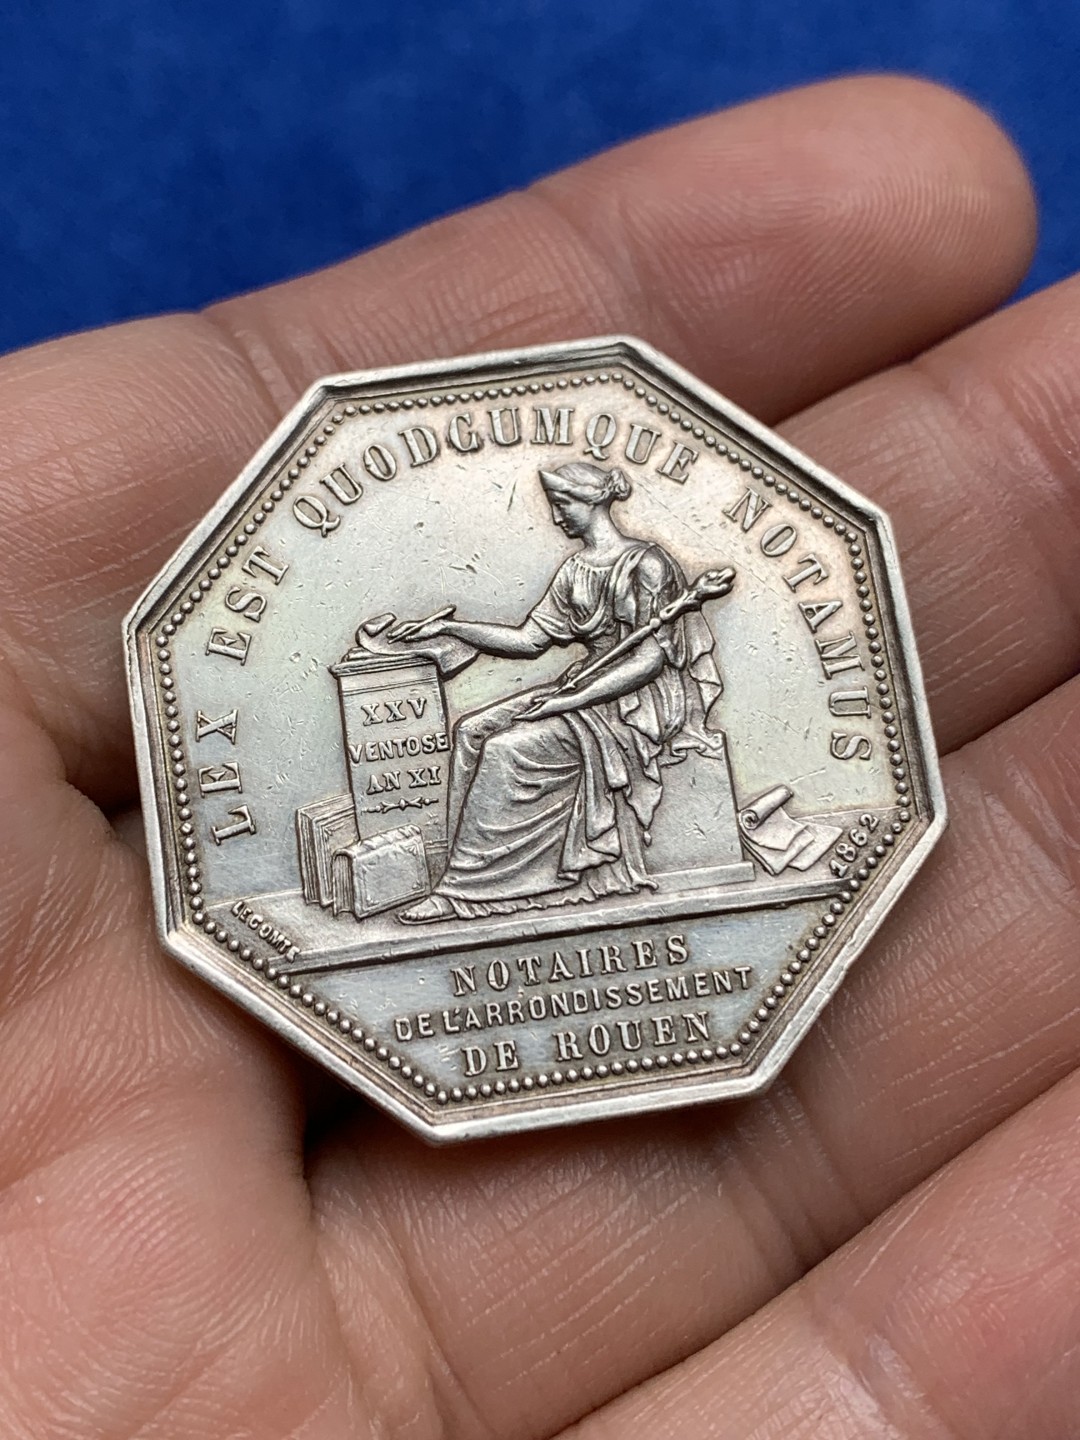 LEX EST QUODCUMQUE NOTAMUS
XXV
VENTOSE
AN XI
LECOMTE
1862
NOTAIRES
DE L'ARRONDISSEMENT
DE ROUEN